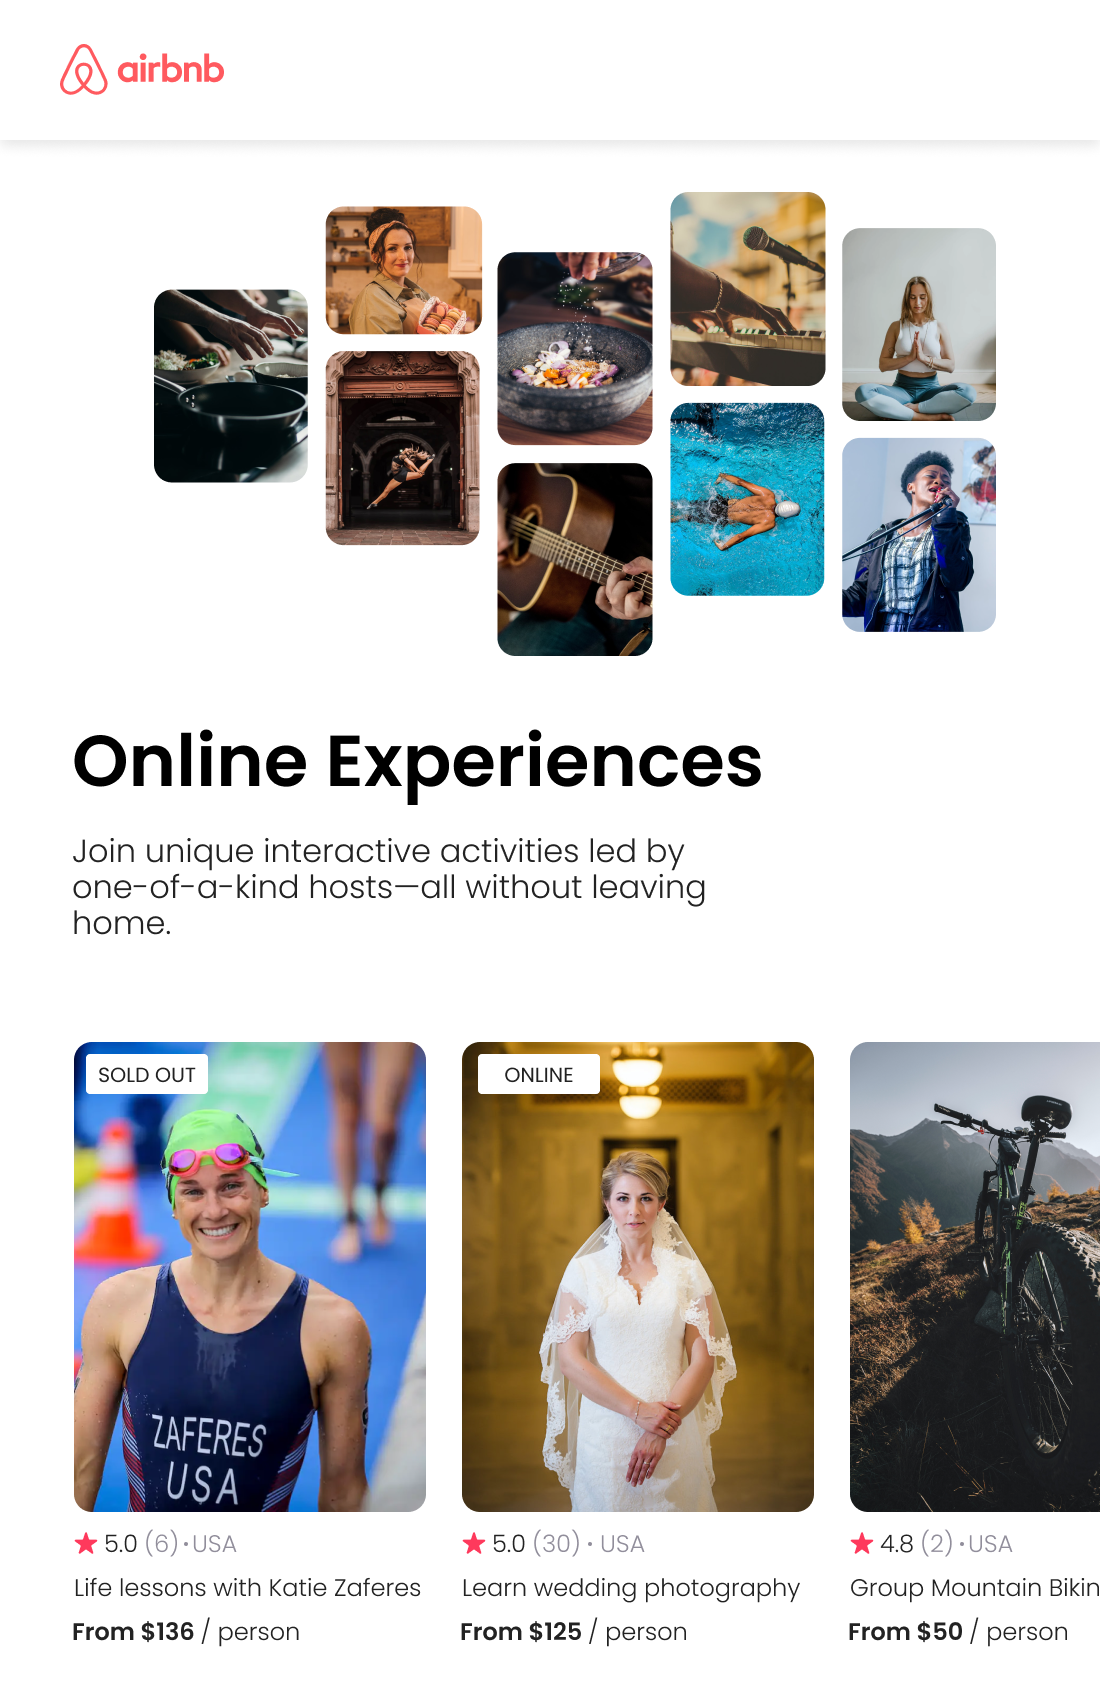 airbnb
Online Experiences
Join unique interactive activities led by
one-of-a-kind hosts—all without leaving
home.
SOLD OUT
ONLINE
ZAFERES
USA
5.0 (6) · USA
5.0 (30) · USA
4.8 (2) · USA
Life lessons with Katie Zaferes
Learn wedding photography
Group Mountain Bikin
From $136 / person
From $125 / person
From $50 / person